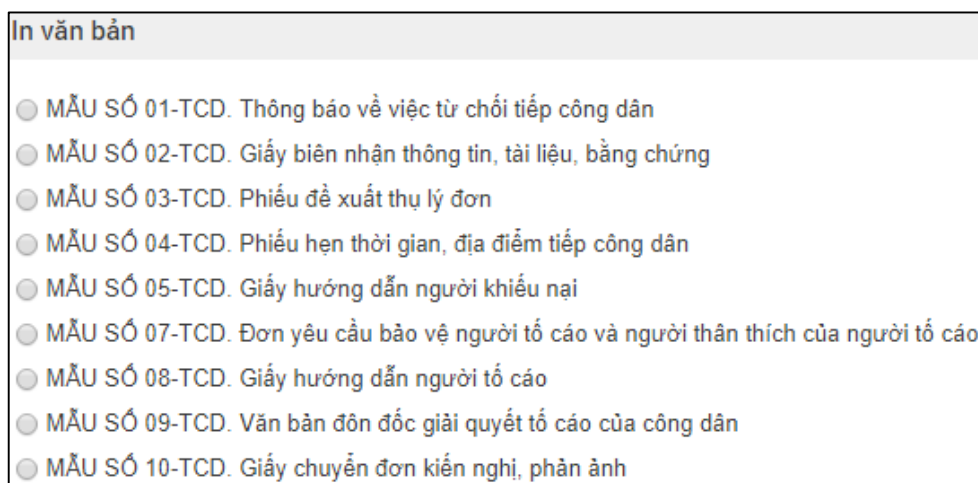 In văn bản
MẪU SỐ 01-TCD. Thông báo về việc từ chối tiếp công dân
MẪU SỐ 02-TCD. Giấy biên nhận thông tin, tài liệu, bằng chứng
MẪU SỐ 03-TCD. Phiếu đề xuất thụ lý đơn
MẪU SỐ 04-TCD. Phiếu hẹn thời gian, địa điểm tiếp công dân
MẪU SỐ 05-TCD. Giấy hướng dẫn người khiếu nại
MẪU SỐ 07-TCD. Đơn yêu cầu bảo vệ người tố cáo và người thân thích của người tố cáo
MẪU SỐ 08-TCD. Giấy hướng dẫn người tố cáo
MẪU SỐ 09-TCD. Văn bản đôn đốc giải quyết tố cáo của công dân
MẪU SỐ 10-TCD. Giấy chuyển đơn kiến nghị, phản ảnh